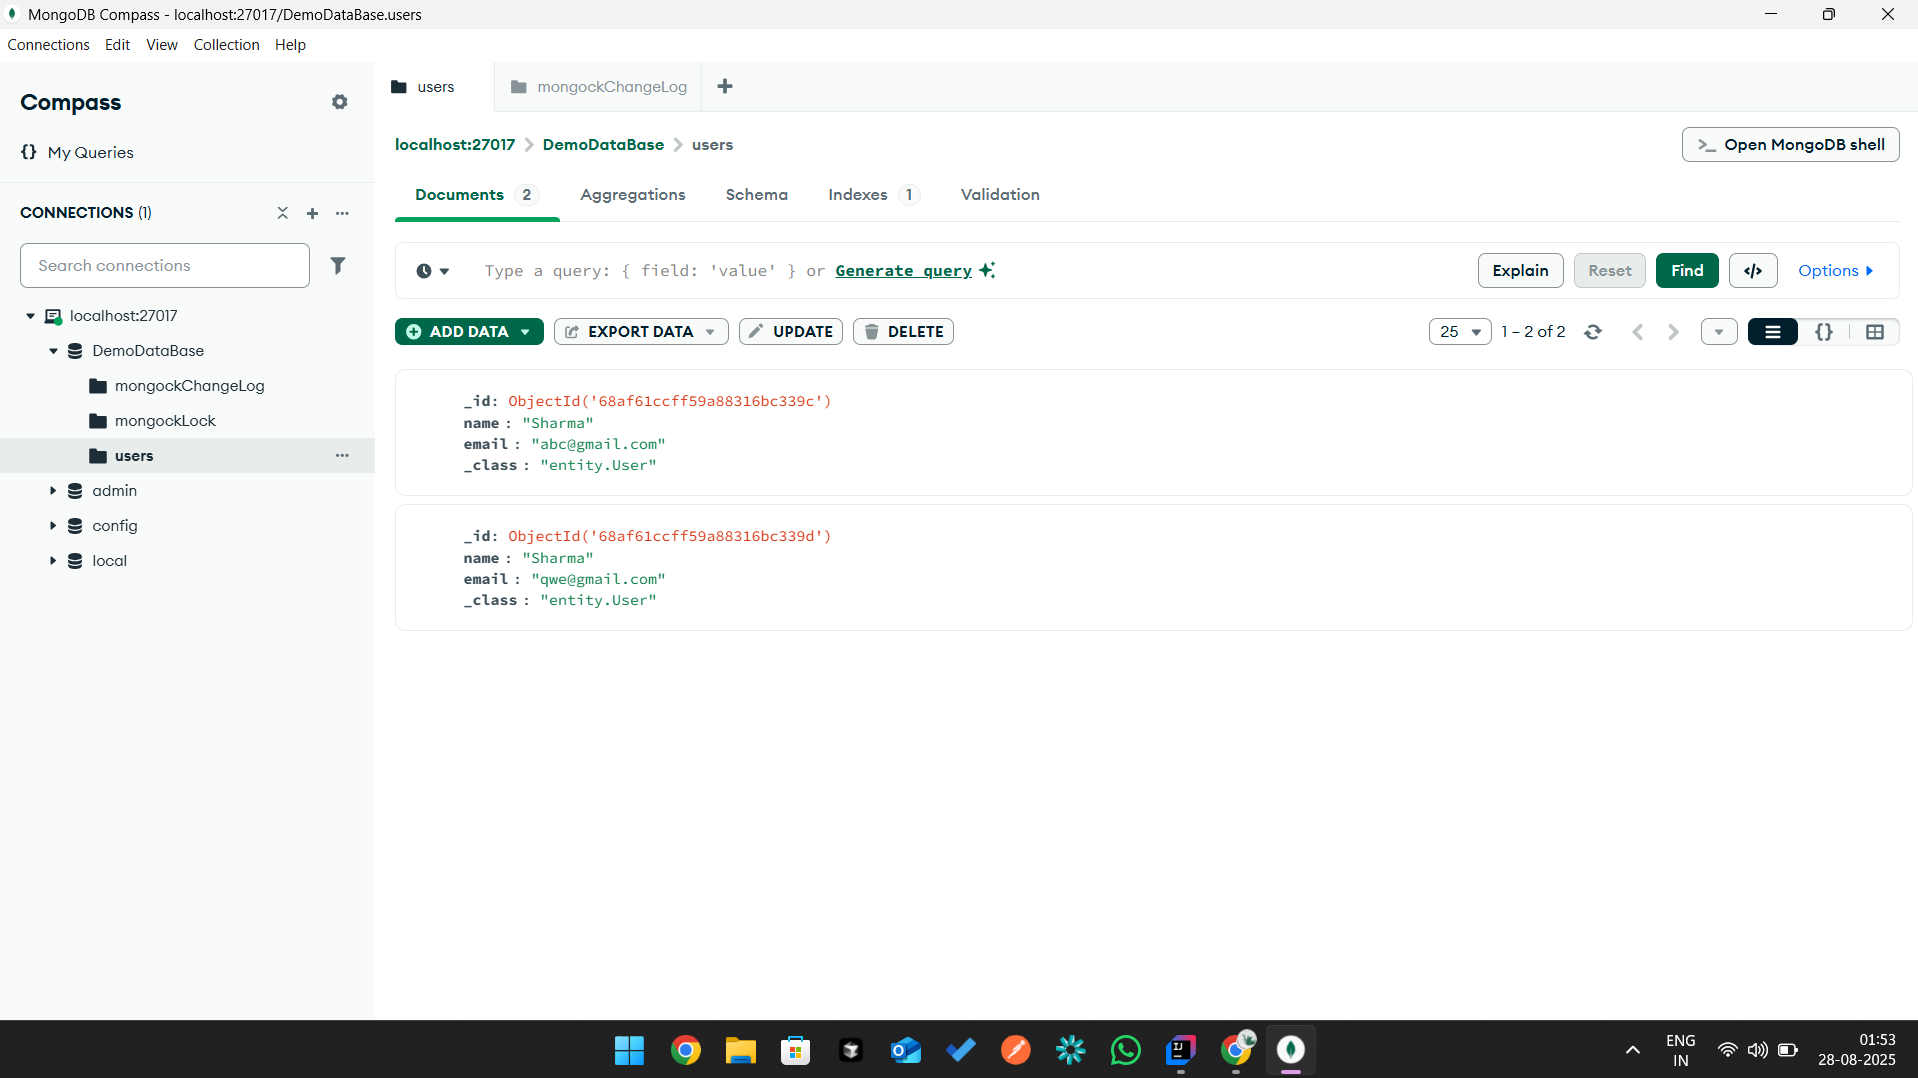 MongoDB Compass - localhost:27017/DemoDataBase.users
Connections Edit View Collection Help
Compass
{} My Queries
CONNECTIONS (1)
Search connections
localhost:27017
DemoDataBase
mongockChangeLog
mongockLock
users
admin
config
local
users mongockChangeLog
localhost:27017 > DemoDataBase > users
>_ Open MongoDB shell
Documents 2 Aggregations Schema Indexes 1 Validation
Type a query: { field: 'value' } or Generate query
Explain Reset Find </> Options
ADD DATA EXPORT DATA UPDATE DELETE
25 1 – 2 of 2 {}
_id: ObjectId('68af61ccff59a88316bc339c')
name : "Sharma"
email : "abc@gmail.com"
_class : "entity.User"
_id: ObjectId('68af61ccff59a88316bc339d')
name : "Sharma"
email : "qwe@gmail.com"
_class : "entity.User"
ENG
IN
01:53
28-08-2025